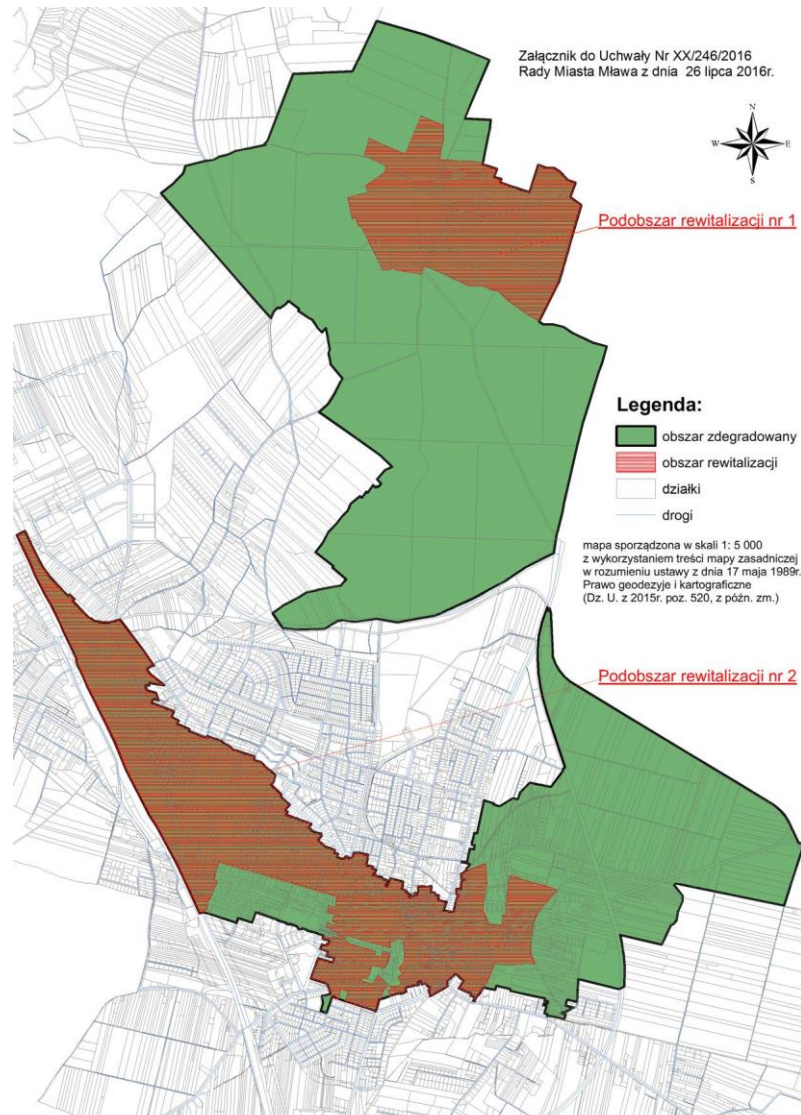 Załącznik do Uchwały Nr XX/246/2016
Rady Miasta Mława z dnia 26 lipca 2016r.
N
W
E
S
Podobszar rewitalizacji nr 1
Legenda:
obszar zdegradowany
obszar rewitalizacji
działki
drogi
mapa sporządzona w skali 1: 5 000
z wykorzystaniem treści mapy zasadniczej
w rozumieniu ustawy z dnia 17 maja 1989r.
Prawo geodezyje i kartograficzne
(Dz. U. z 2015r. poz. 520, z późn. zm.)
Podobszar rewitalizacji nr 2